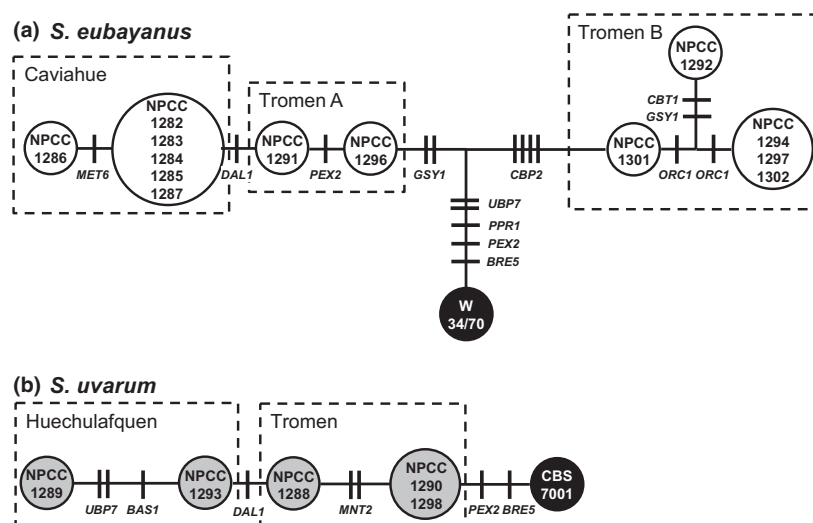 (a) S. eubayanus
Caviahue
Tromen A
Tromen B
NPCC
1286
MET6
NPCC
1282
1283
1284
1285
1287
DAL1
NPCC
1291
PEX2
NPCC
1296
GSY1
CBP2
NPCC
1301
ORC1
NPCC
1292
CBT1
GSY1
ORC1
NPCC
1294
1297
1302
UBP7
PPR1
PEX2
BRE5
W
34/70
(b) S. uvarum
Huechulafquen
Tromen
NPCC
1289
UBP7
BAS1
NPCC
1293
DAL1
NPCC
1288
MNT2
NPCC
1290
1298
PEX2
BRE5
CBS
7001